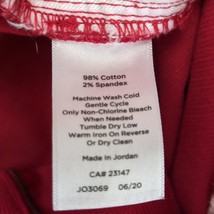 98% Cotton
2% Spandex
Machine Wash Cold
Gentle Cycle
Only Non-Chlorine Bleach
When Needed
Tumble Dry Low
Warm Iron on Reverse
Or Dry Clean
Made in Jordan
CA# 23147
JO3069 06/20